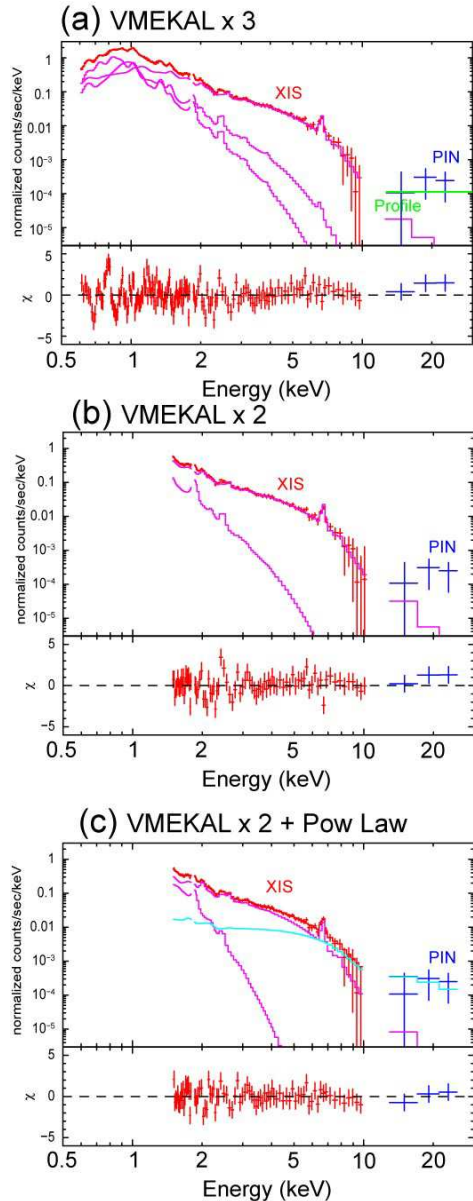 (a) VMEKAL x 3
normalized counts/sec/keV
1
0.1
0.01
10⁻³
10⁻⁴
10⁻⁵
XIS
PIN
Profile
χ
5
0
−5
0.5 1 2 5 10 20
Energy (keV)
(b) VMEKAL x 2
normalized counts/sec/keV
1
0.1
0.01
10⁻³
10⁻⁴
10⁻⁵
XIS
PIN
χ
5
0
−5
0.5 1 2 5 10 20
Energy (keV)
(c) VMEKAL x 2 + Pow Law
normalized counts/sec/keV
1
0.1
0.01
10⁻³
10⁻⁴
10⁻⁵
XIS
PIN
χ
5
0
−5
0.5 1 2 5 10 20
Energy (keV)